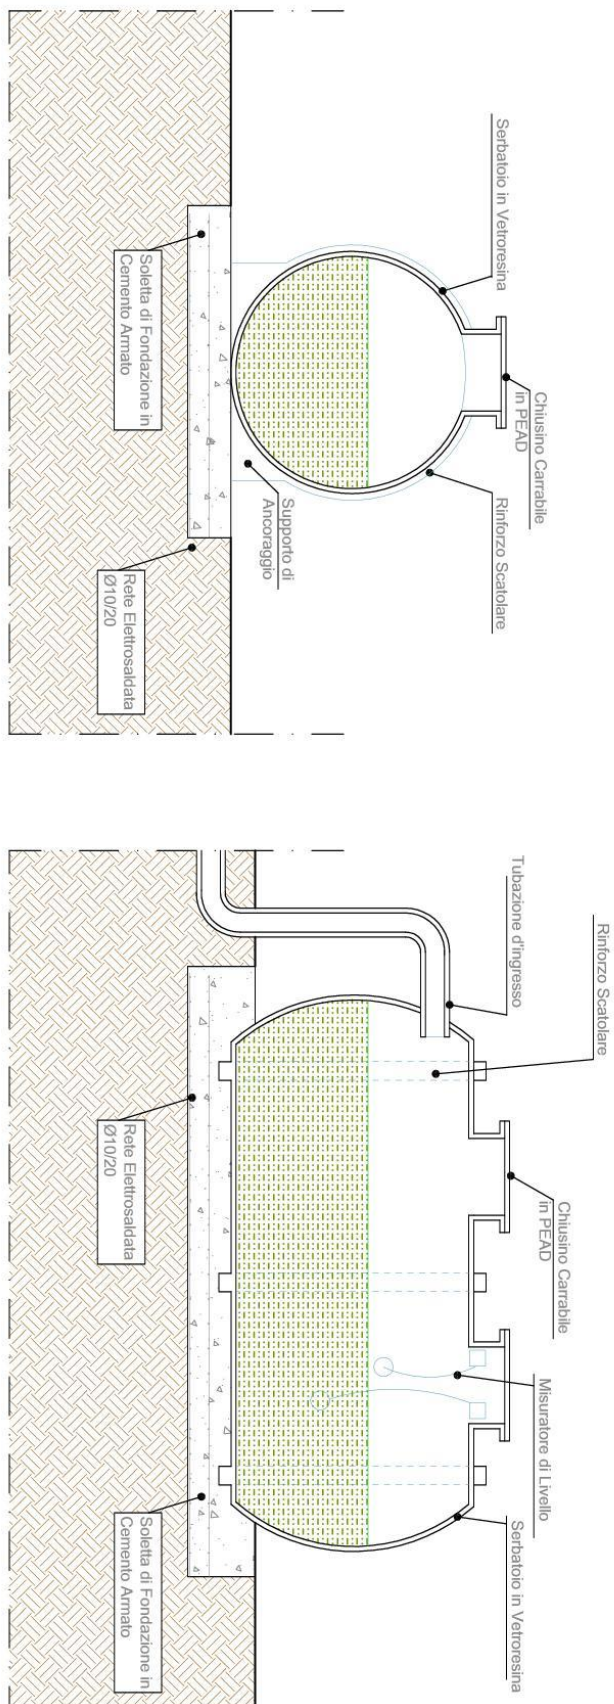 Serbatoio in Vetroresina
Chiusino Carrabile
in PEAD
Rinforzo Scatolare
Supporto di
Ancoraggio
Soletta di Fondazione in
Cemento Armato
Rete Elettrosaldata
Ø10/20
Rinforzo Scatolare
Tubazione d'ingresso
Chiusino Carrabile
in PEAD
Misuratore di Livello
Serbatoio in Vetroresina
Rete Elettrosaldata
Ø10/20
Soletta di Fondazione in
Cemento Armato